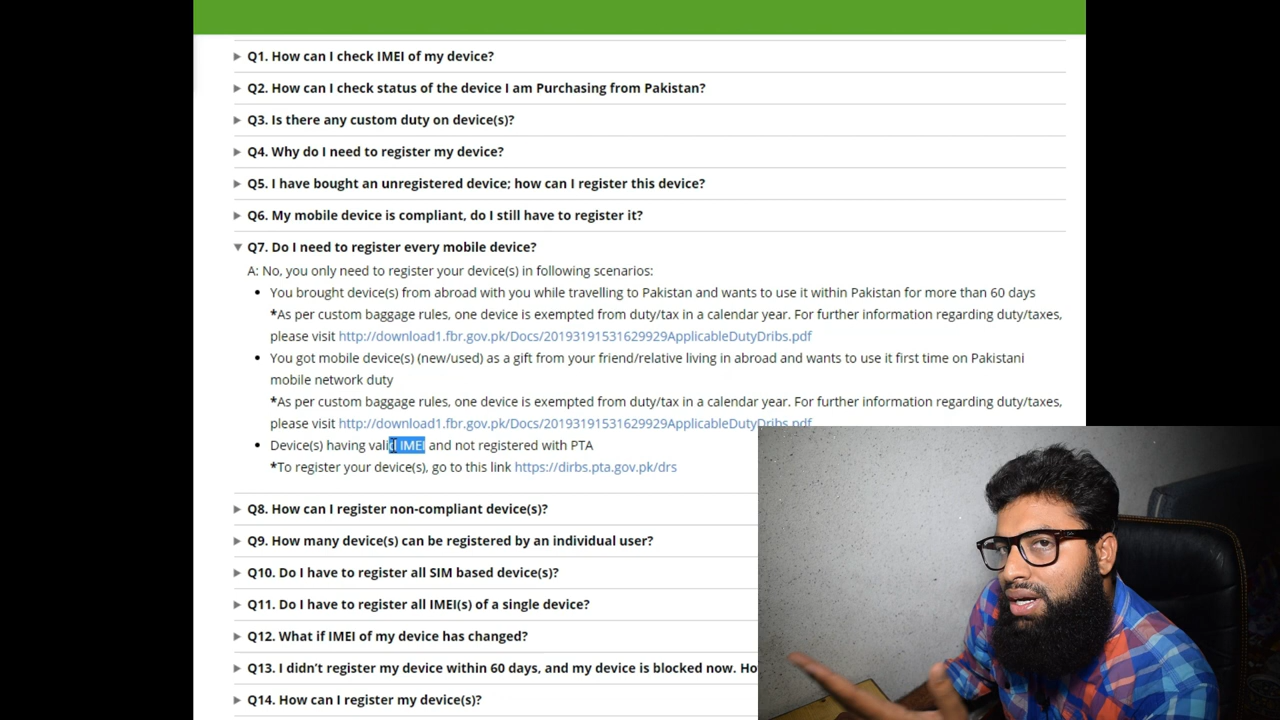 Q1. How can I check IMEI of my device?
Q2. How can I check status of the device I am Purchasing from Pakistan?
Q3. Is there any custom duty on device(s)?
Q4. Why do I need to register my device?
Q5. I have bought an unregistered device; how can I register this device?
Q6. My mobile device is compliant, do I still have to register it?
Q7. Do I need to register every mobile device?
A: No, you only need to register your device(s) in following scenarios:
• You brought device(s) from abroad with you while travelling to Pakistan and wants to use it within Pakistan for more than 60 days
*As per custom baggage rules, one device is exempted from duty/tax in a calendar year. For further information regarding duty/taxes,
please visit http://download1.fbr.gov.pk/Docs/20193191531629929ApplicableDutyDribs.pdf
• You got mobile device(s) (new/used) as a gift from your friend/relative living in abroad and wants to use it first time on Pakistani
mobile network duty
*As per custom baggage rules, one device is exempted from duty/tax in a calendar year. For further information regarding duty/taxes,
please visit http://download1.fbr.gov.pk/Docs/20193191531629929ApplicableDutyDribs.pdf
• Device(s) having valid IMEI and not registered with PTA
*To register your device(s), go to this link https://dirbs.pta.gov.pk/drs
Q8. How can I register non-compliant device(s)?
Q9. How many device(s) can be registered by an individual user?
Q10. Do I have to register all SIM based device(s)?
Q11. Do I have to register all IMEI(s) of a single device?
Q12. What if IMEI of my device has changed?
Q13. I didn't register my device within 60 days, and my device is blocked now. Ho
Q14. How can I register my device(s)?